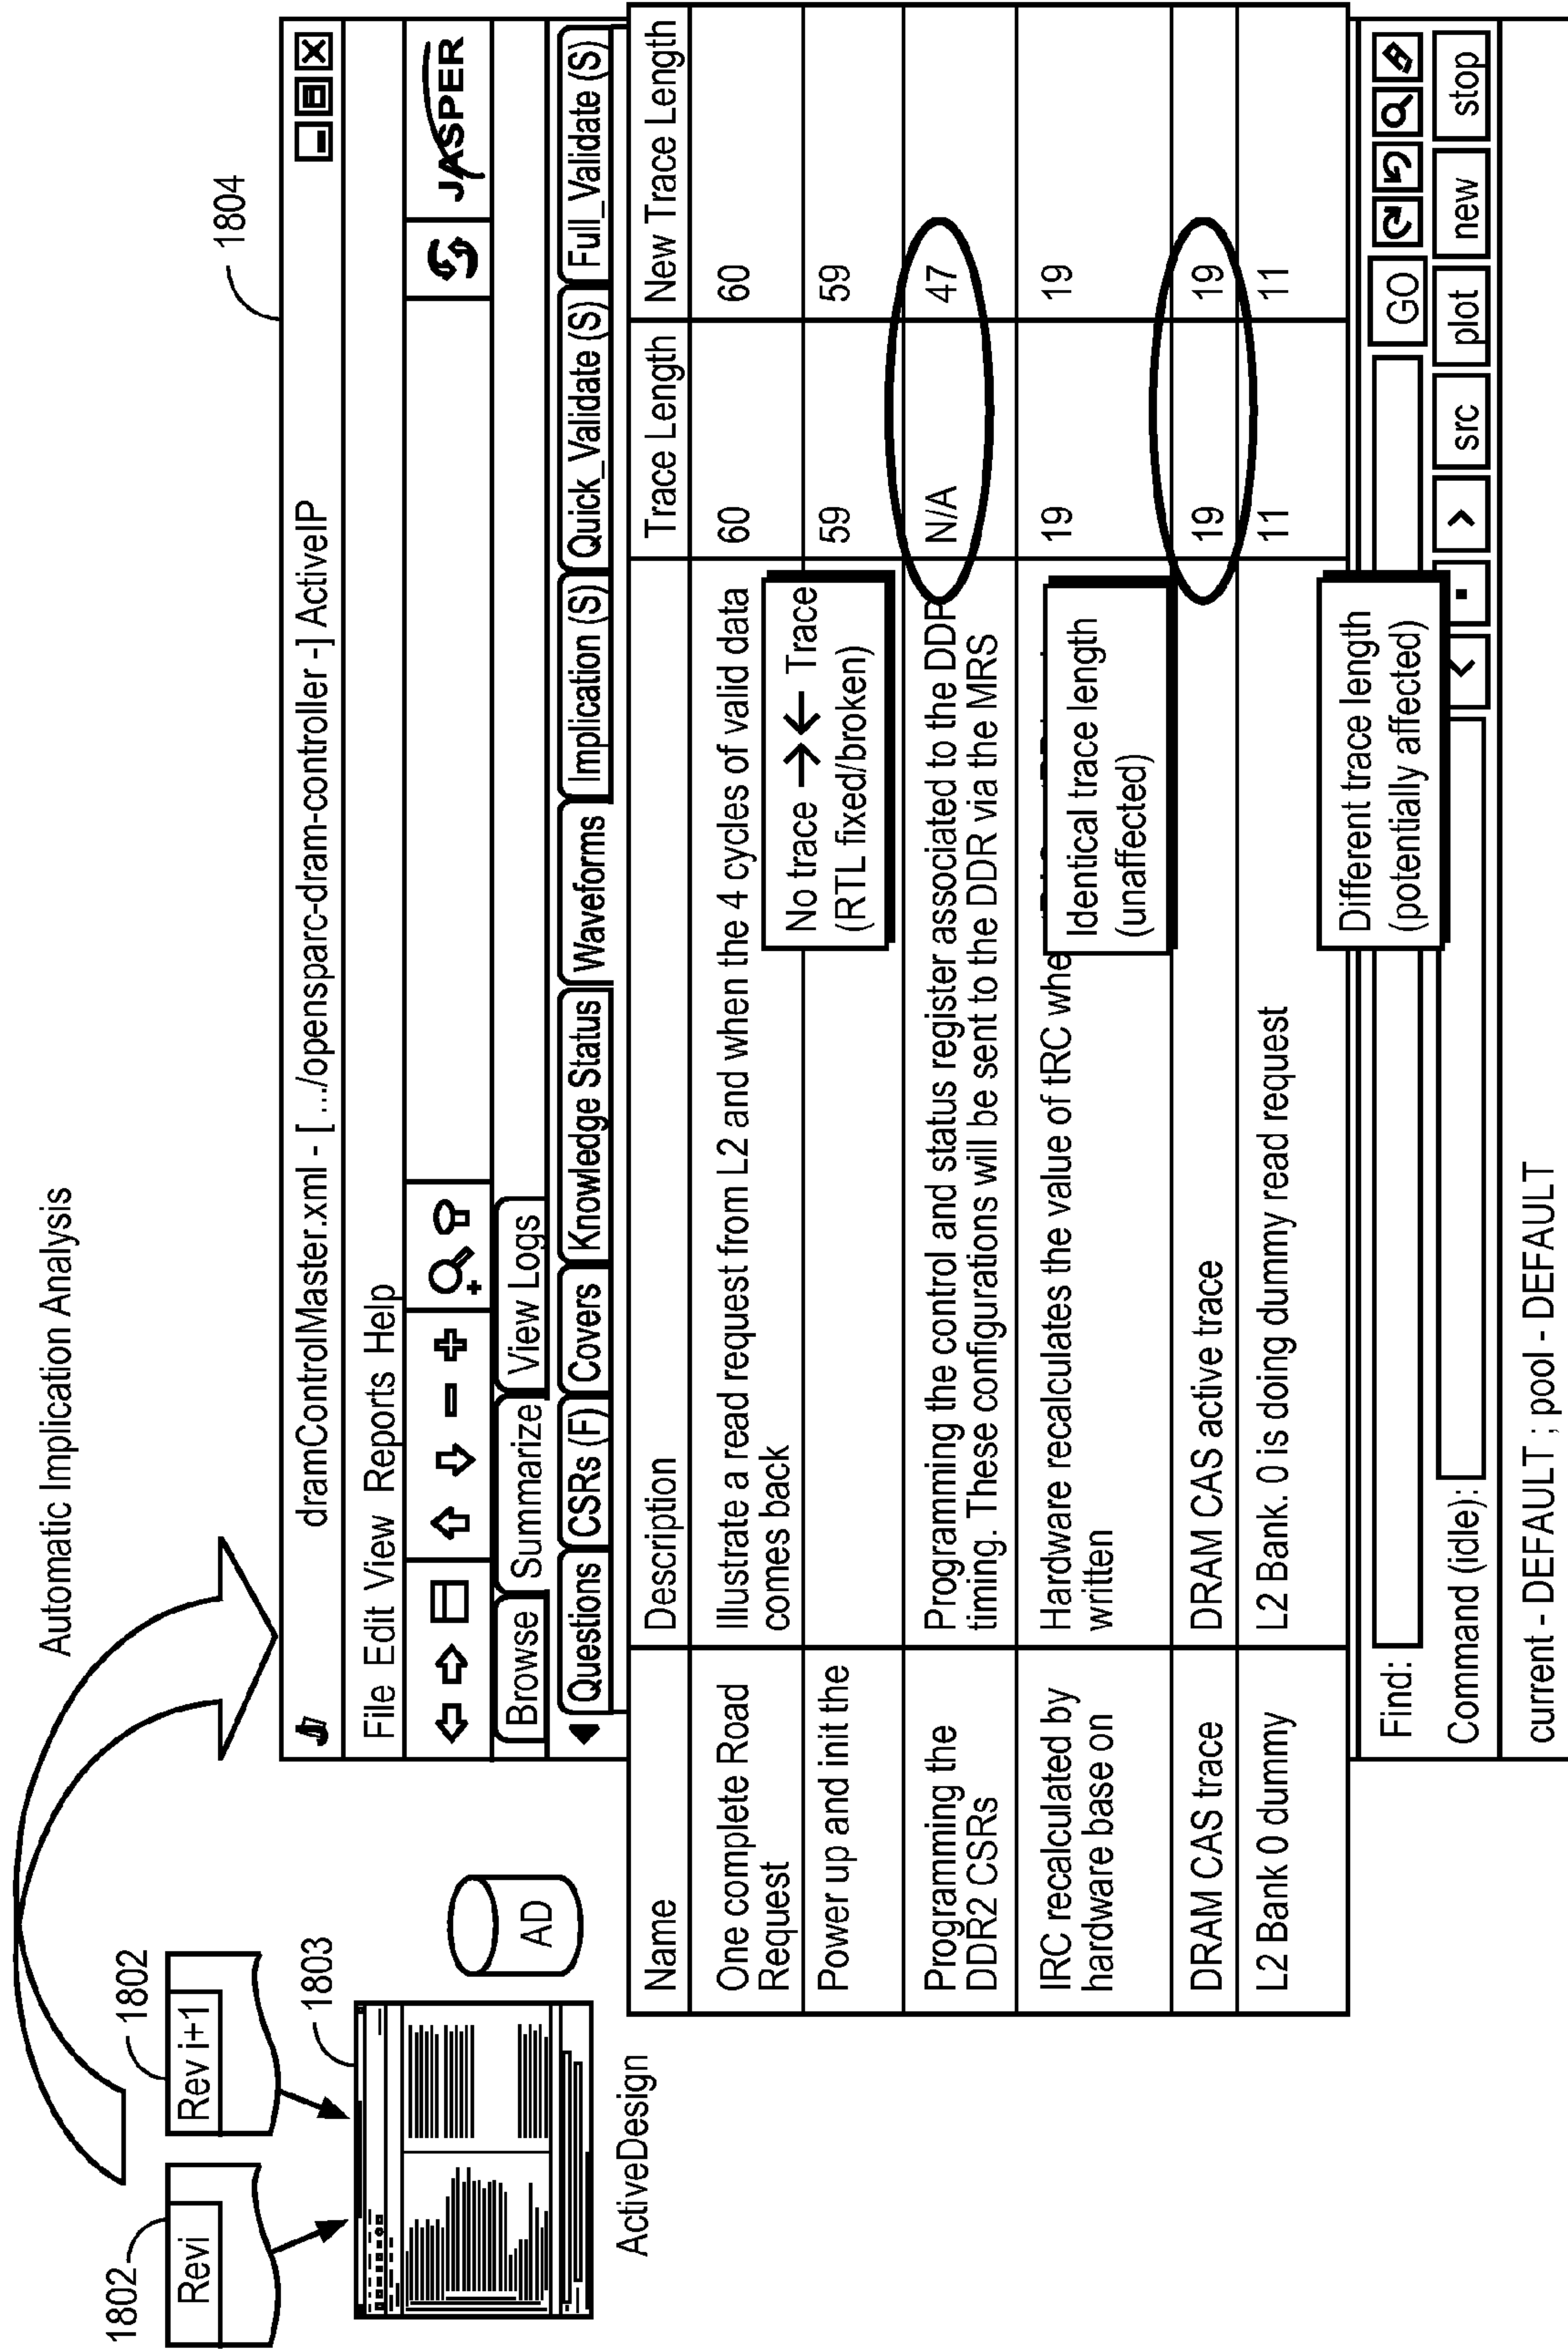 Automatic Implication Analysis
1802
Revi
1802
Rev i+1
1803
AD
ActiveDesign
1804
dramControlMaster.xml - [ .../opensparc-dram-controller -] ActiveIP
File Edit View Reports Help
JASPER
Browse Summarize View Logs
Questions CSRs (F) Covers Knowledge Status Waveforms Implication (S) Quick_Validate (S) Full_Validate (S)
Name Description Trace Length New Trace Length
One complete Road Illustrate a read request from L2 and when the 4 cycles of valid data 60 60
Request comes back
Power up and init the 59 59
No trace →← Trace
(RTL fixed/broken)
Programming the Programming the control and status register associated to the DDR N/A 47
DDR2 CSRs timing. These configurations will be sent to the DDR via the MRS
IRC recalculated by Hardware recalculates the value of tRC whe 19 19
hardware base on written
Identical trace length
(unaffected)
DRAM CAS trace DRAM CAS active trace 19 19
L2 Bank 0 dummy L2 Bank. 0 is doing dummy read request 11 11
Different trace length
(potentially affected)
Find: GO
Command (idle): < . > src plot new stop
current - DEFAULT ; pool - DEFAULT